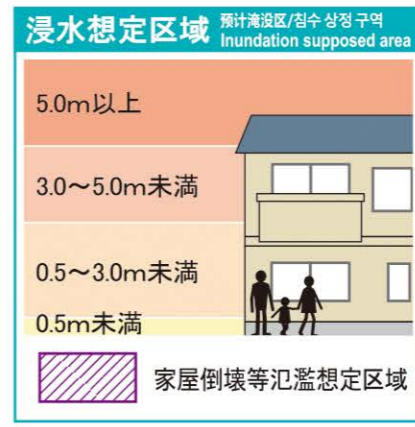 浸水想定区域
预计淹没区/침수 상정 구역
Inundation supposed area
5.0m以上
3.0～5.0m未満
0.5～3.0m未満
0.5m未満
家屋倒壊等氾濫想定区域